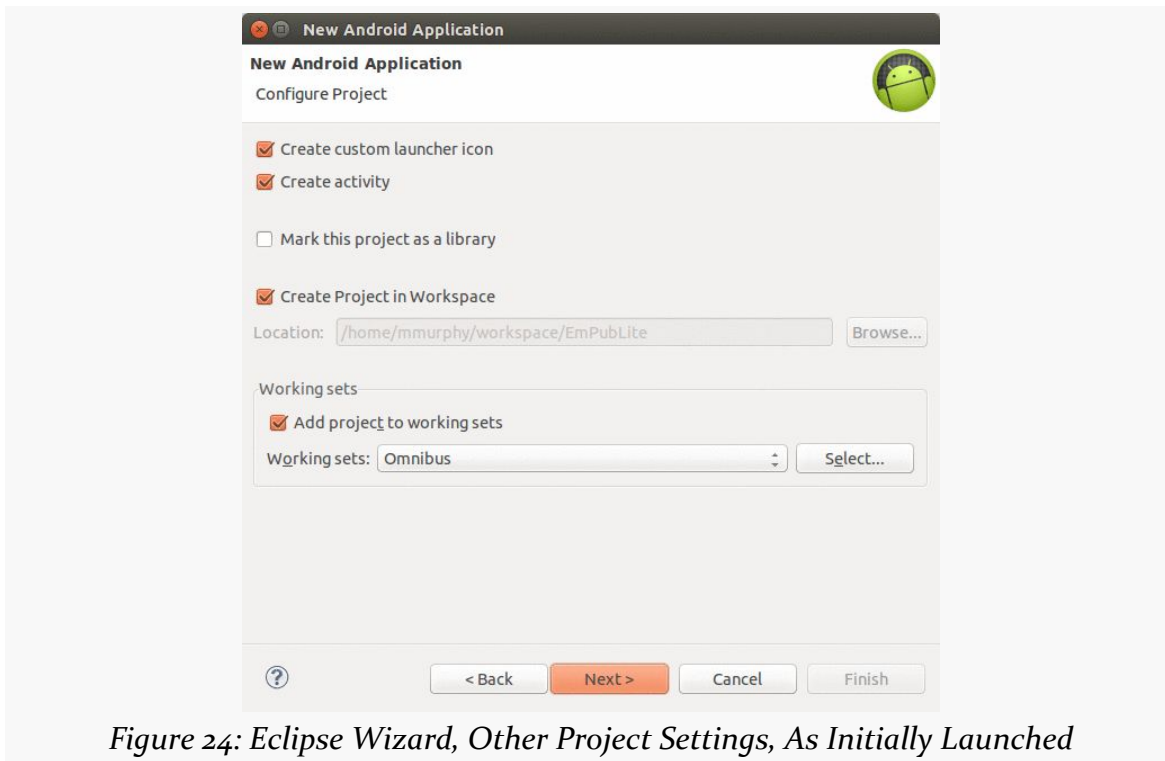 New Android Application
New Android Application
Configure Project
Create custom launcher icon
Create activity
Mark this project as a library
Create Project in Workspace
Location: /home/mmurphy/workspace/EmPubLite Browse...
Working sets
Add project to working sets
Working sets: Omnibus Select...
? < Back Next > Cancel Finish
Figure 24: Eclipse Wizard, Other Project Settings, As Initially Launched